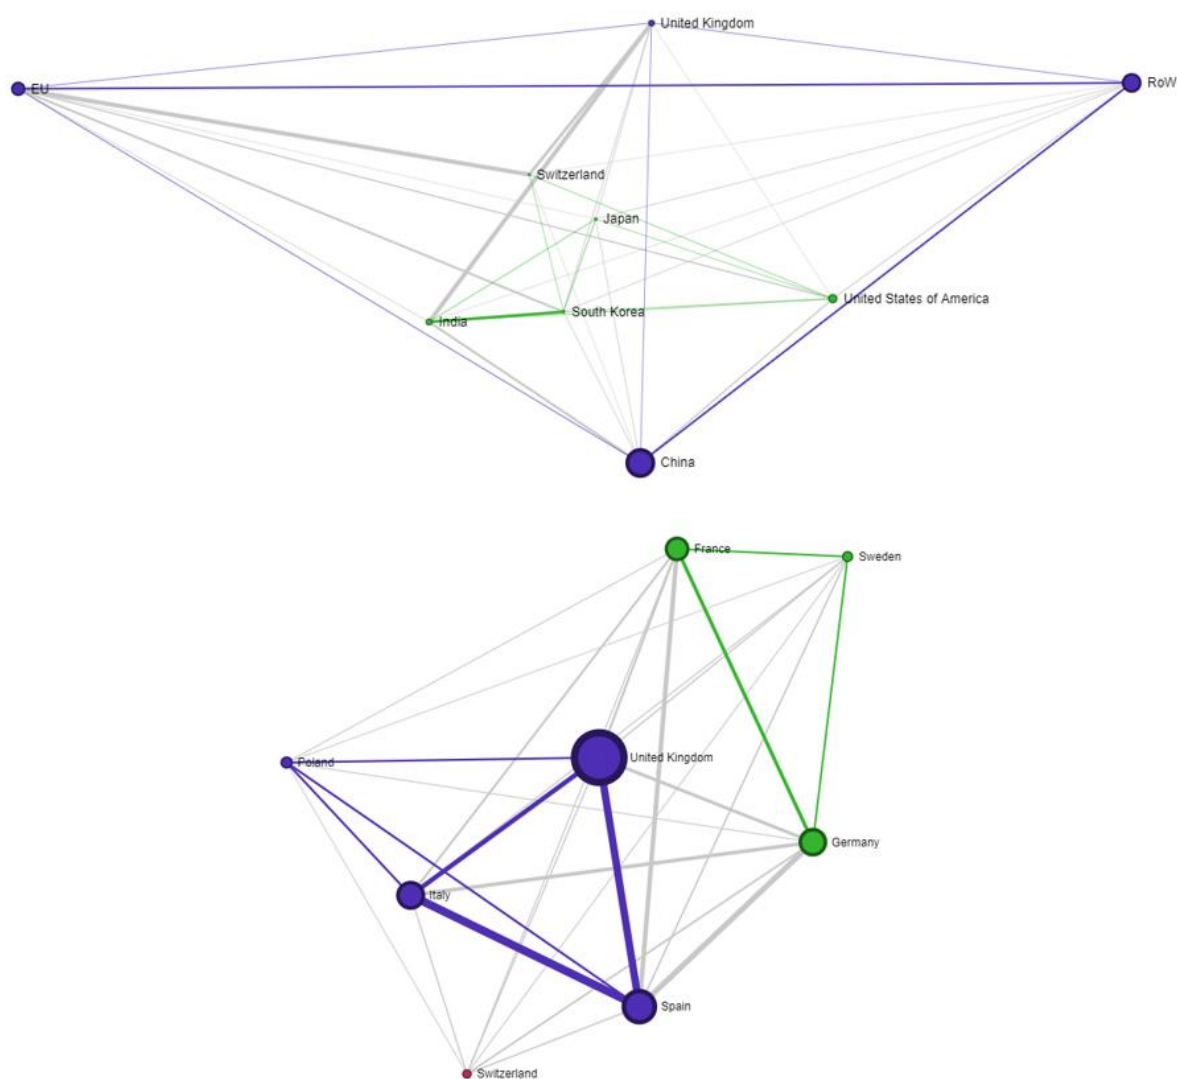 United Kingdom
EU
RoW
Switzerland
Japan
United States of America
South Korea
India
China
France
Sweden
United Kingdom
Poland
Germany
Italy
Spain
Switzerland